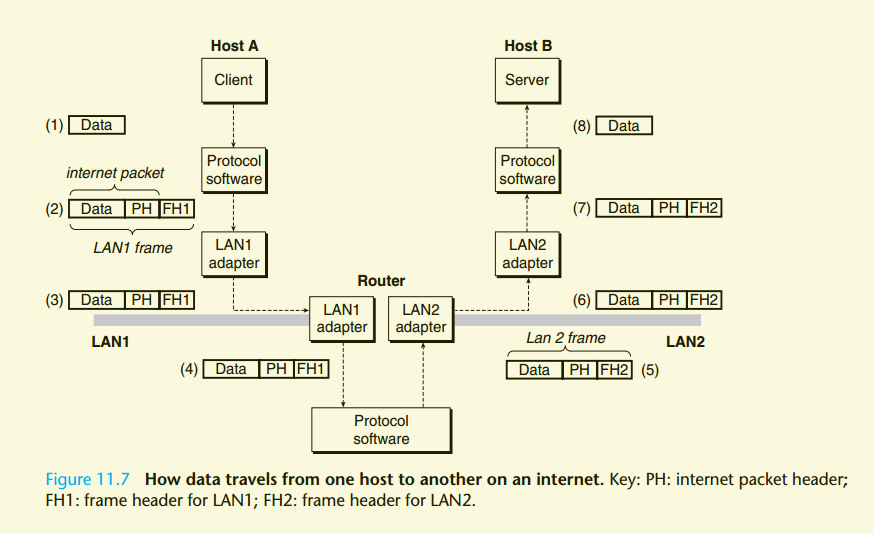 Host A
Host B
Client
Server
(1) Data
(8) Data
Protocol
software
Protocol
software
internet packet
(2) Data PH FH1
(7) Data PH FH2
LAN1 frame
LAN1
adapter
LAN2
adapter
Router
(3) Data PH FH1
(6) Data PH FH2
LAN1
adapter
LAN2
adapter
LAN1
Lan 2 frame
LAN2
(4) Data PH FH1
Data PH FH2 (5)
Protocol
software
Figure 11.7 How data travels from one host to another on an internet. Key: PH: internet packet header;
FH1: frame header for LAN1; FH2: frame header for LAN2.